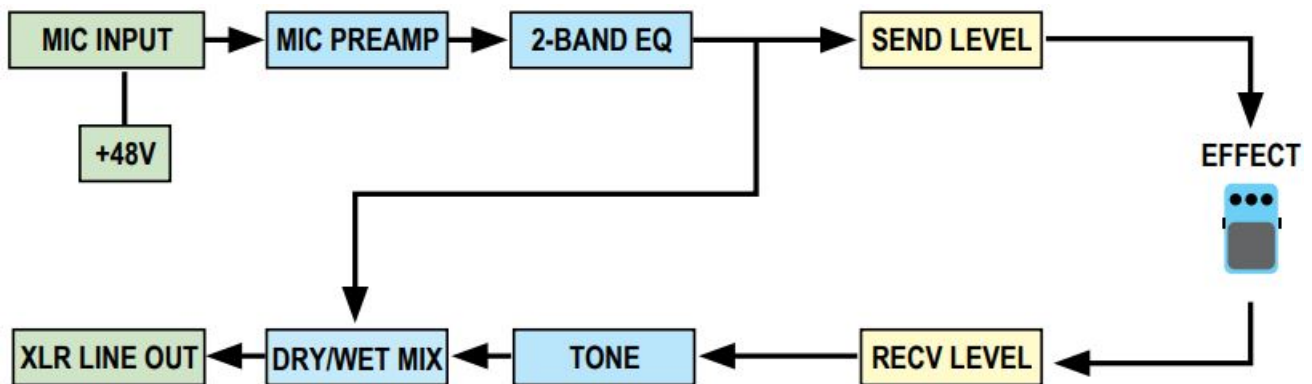 MIC INPUT
MIC PREAMP
2-BAND EQ
SEND LEVEL
+48V
EFFECT
XLR LINE OUT
DRY/WET MIX
TONE
RECV LEVEL